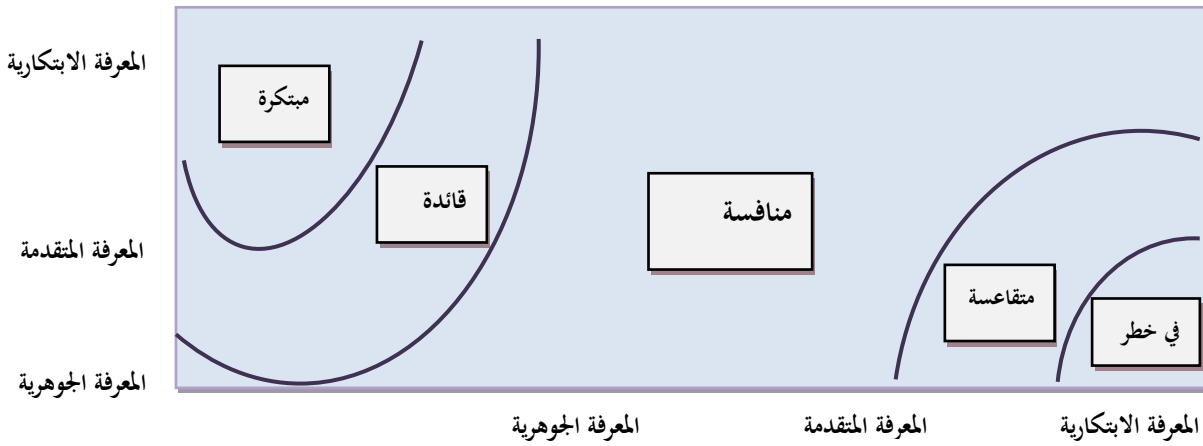 المعرفة الابتكارية
مبتكرة
قائدة
منافسة
المعرفة المتقدمة
متقاعسة
في خطر
المعرفة الجوهرية
المعرفة الابتكارية
المعرفة المتقدمة
المعرفة الجوهرية